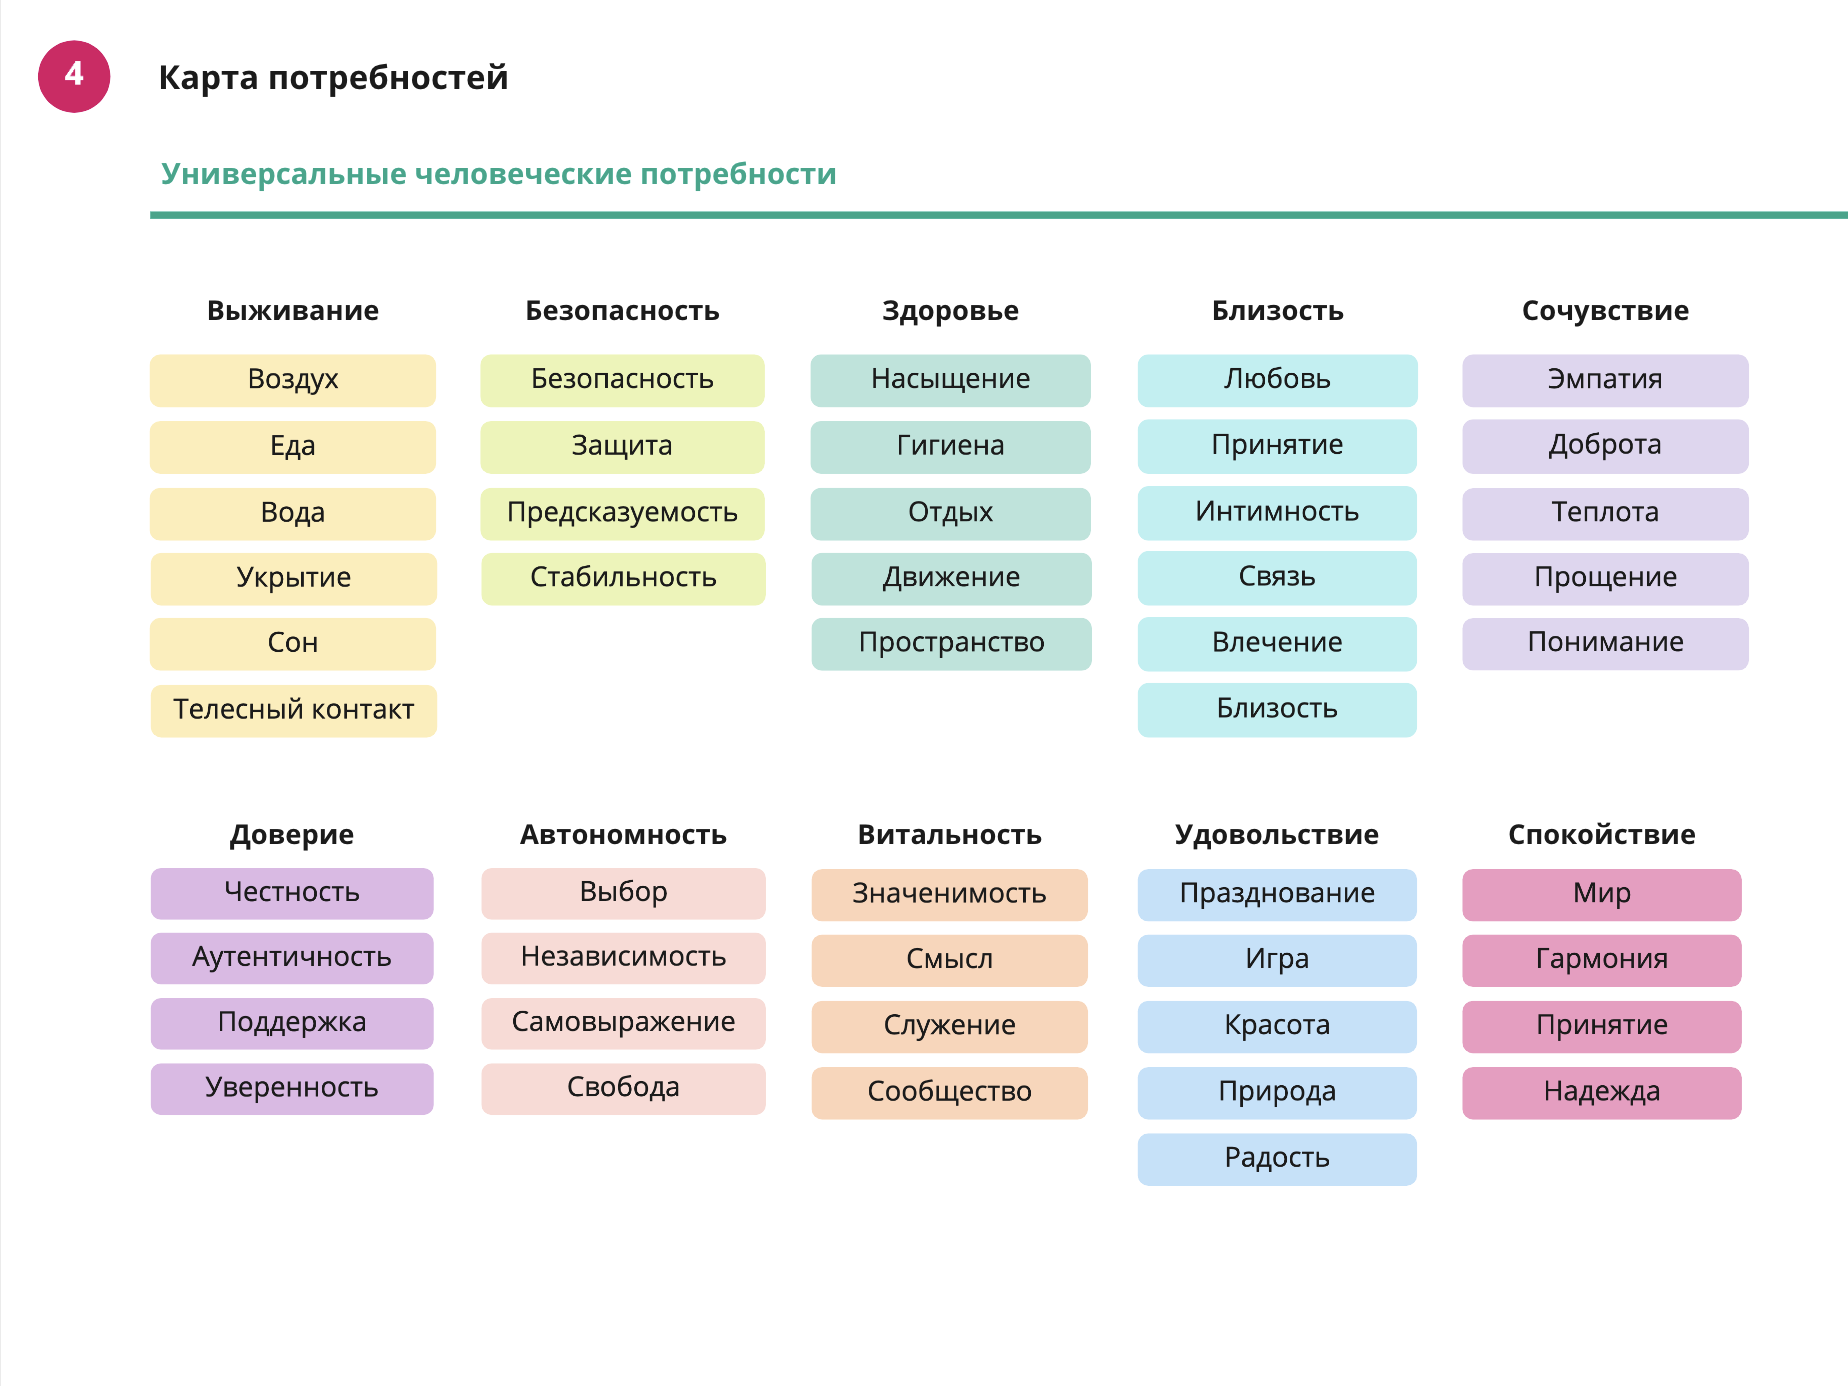 4
Карта потребностей
Универсальные человеческие потребности
Выживание
Воздух
Еда
Вода
Укрытие
Сон
Телесный контакт
Безопасность
Безопасность
Защита
Предсказуемость
Стабильность
Здоровье
Насыщение
Гигиена
Отдых
Движение
Пространство
Близость
Любовь
Принятие
Интимность
Связь
Влечение
Близость
Сочувствие
Эмпатия
Доброта
Теплота
Прощение
Понимание
Доверие
Честность
Аутентичность
Поддержка
Уверенность
Автономность
Выбор
Независимость
Самовыражение
Свобода
Витальность
Значенимость
Смысл
Служение
Сообщество
Удовольствие
Празднование
Игра
Красота
Природа
Радость
Спокойствие
Мир
Гармония
Принятие
Надежда